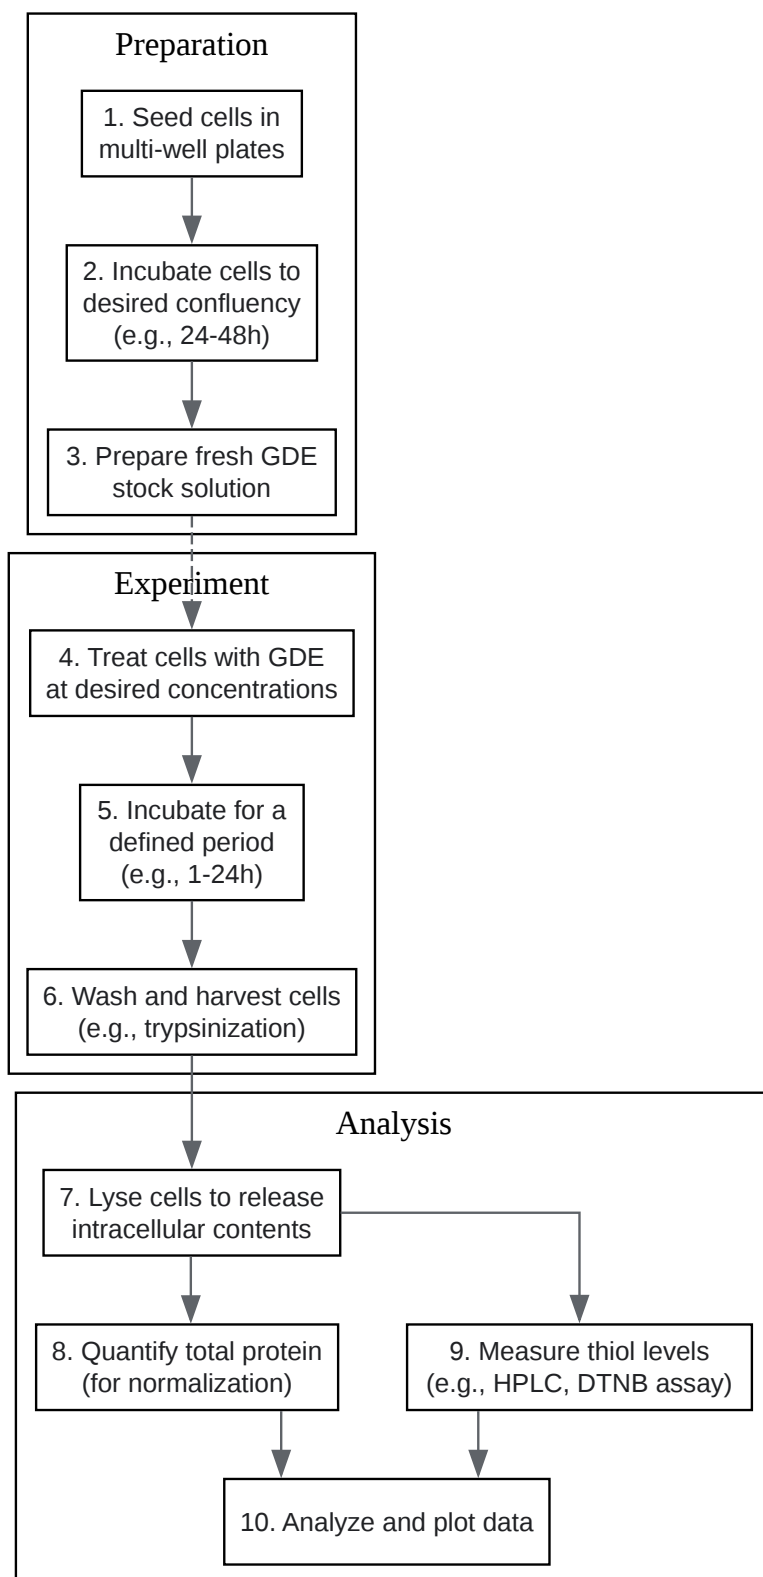 Preparation
1. Seed cells in
multi-well plates
2. Incubate cells to
desired confluency
(e.g., 24-48h)
3. Prepare fresh GDE
stock solution
Experiment
4. Treat cells with GDE
at desired concentrations
5. Incubate for a
defined period
(e.g., 1-24h)
6. Wash and harvest cells
(e.g., trypsinization)
Analysis
7. Lyse cells to release
intracellular contents
8. Quantify total protein
(for normalization)
9. Measure thiol levels
(e.g., HPLC, DTNB assay)
10. Analyze and plot data